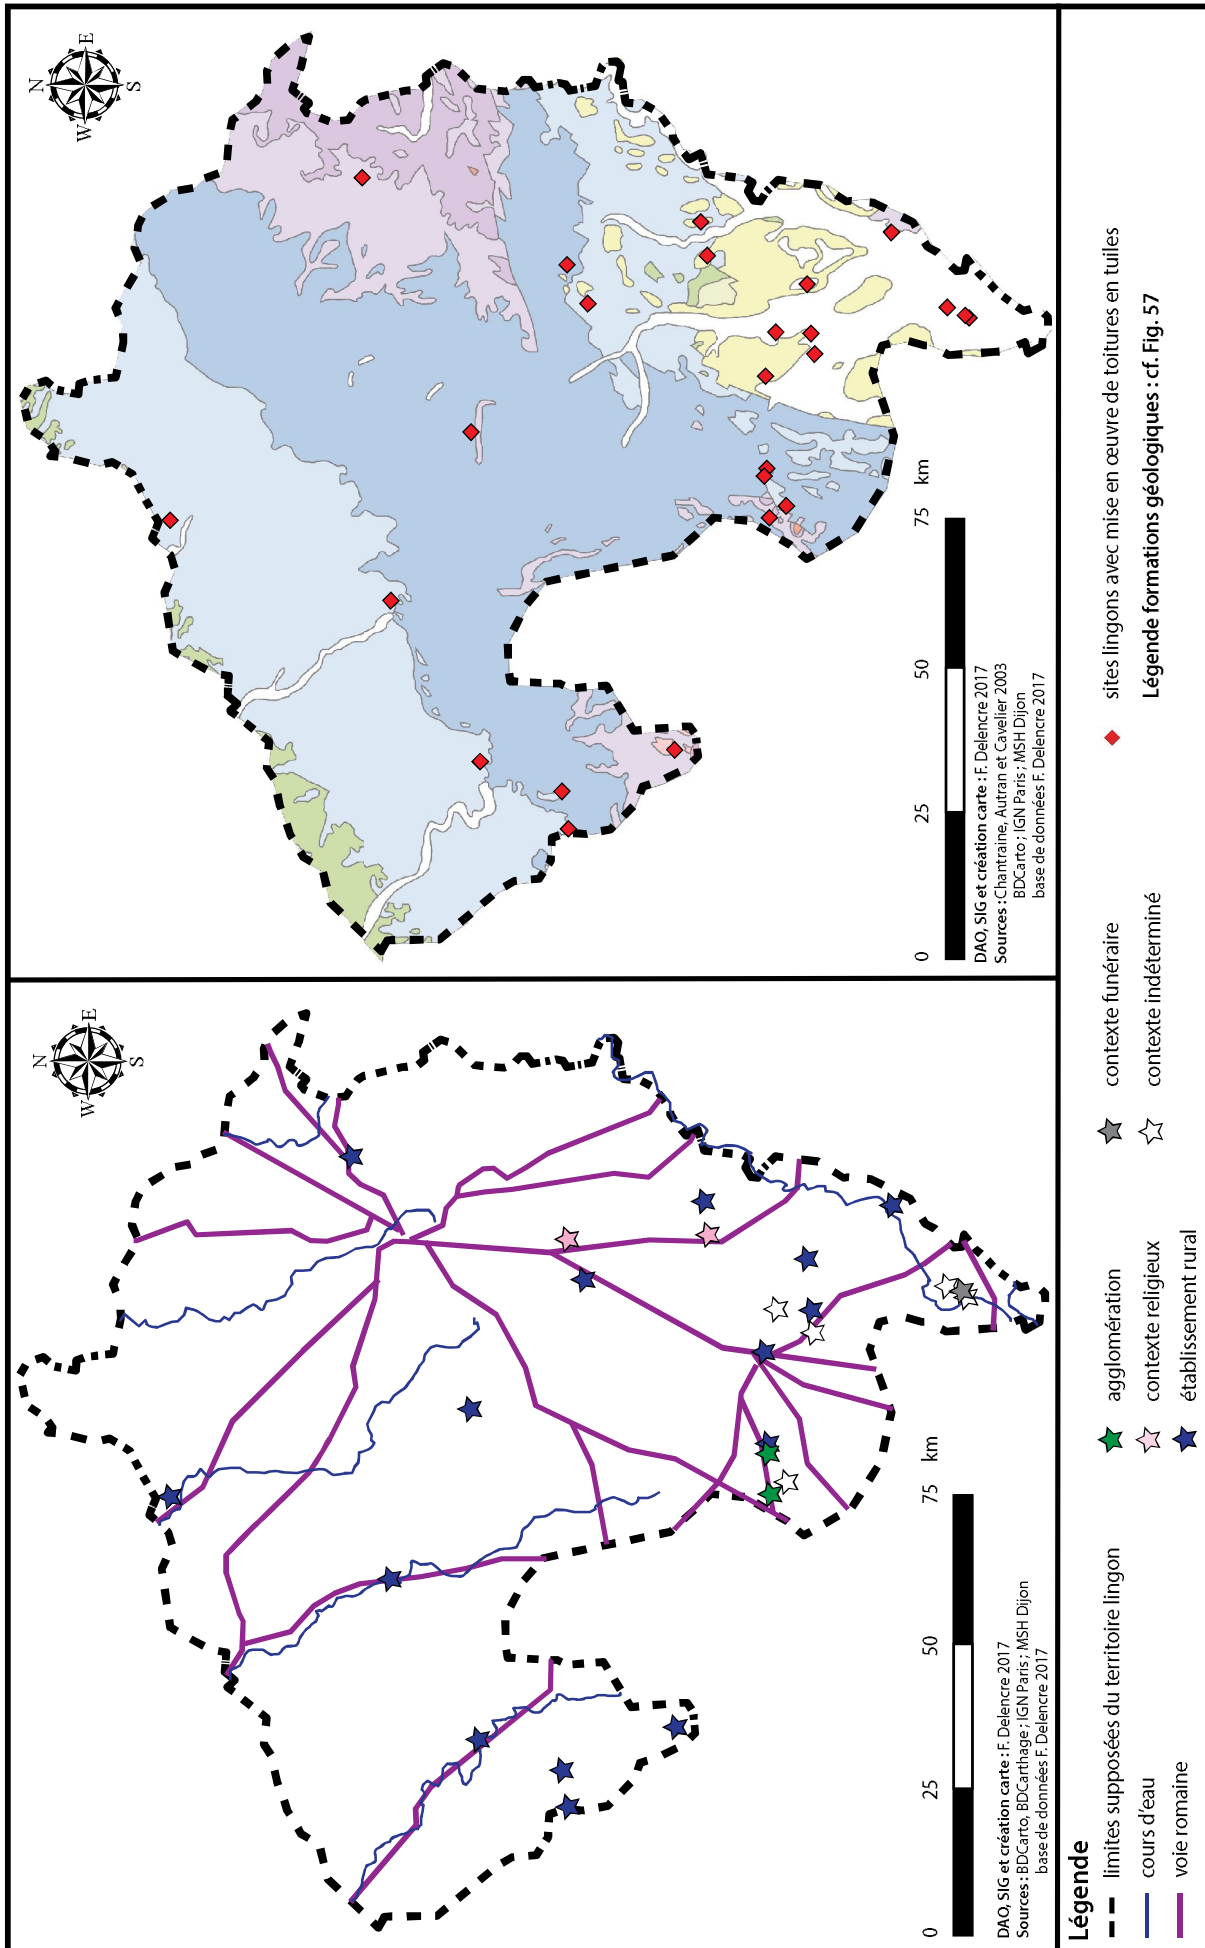 N
E
S
W
0
25
50
75
km
DAO, SIG et création carte : F. Delencre 2017
Sources : BDCarto, BDCarthage ; IGN Paris ; MSH Dijon
base de données F. Delencre 2017
N
E
S
W
0
25
50
75
km
DAO, SIG et création carte : F. Delencre 2017
Sources : Chantraine, Autran et Cavelier 2003
BDCarto ; IGN Paris ; MSH Dijon
base de données F. Delencre 2017
Légende
limites supposées du territoire lingon
cours d'eau
voie romaine
agglomération
contexte religieux
établissement rural
contexte funéraire
contexte indéterminé
sites lingons avec mise en œuvre de toitures en tuiles
Légende formations géologiques : cf. Fig. 57